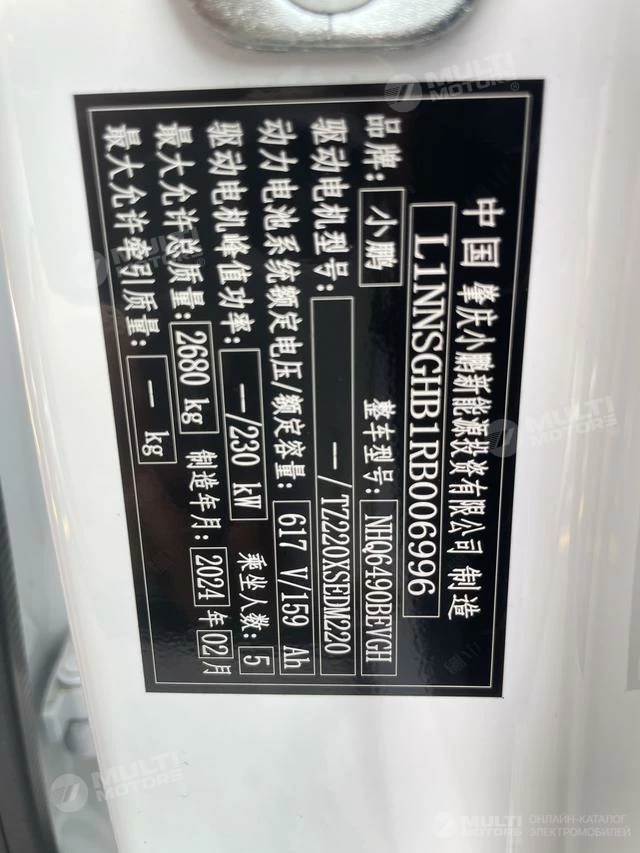 中国 肇庆小鹏新能源投资有限公司 制造
L1NNSGHB1RB006996
品牌: 小鹏 整车型号: NHQ6490BEVGH
驱动电机型号: —/TZ220XSEDM220
动力电池系统额定电压/额定容量: 617 V/159 Ah
驱动电机峰值功率: —/230 kW 乘坐人数: 5
最大允许总质量: 2680 kg 制造年月: 2024 年 02 月
最大允许牵引质量: — kg
MULTI MOTORS
MULTI MOTORS
MULTI MOTORS
MULTI MOTORS
MULTI MOTORS
ОНЛАЙН-КАТАЛОГ
ЭЛЕКТРОМОБИЛЕЙ